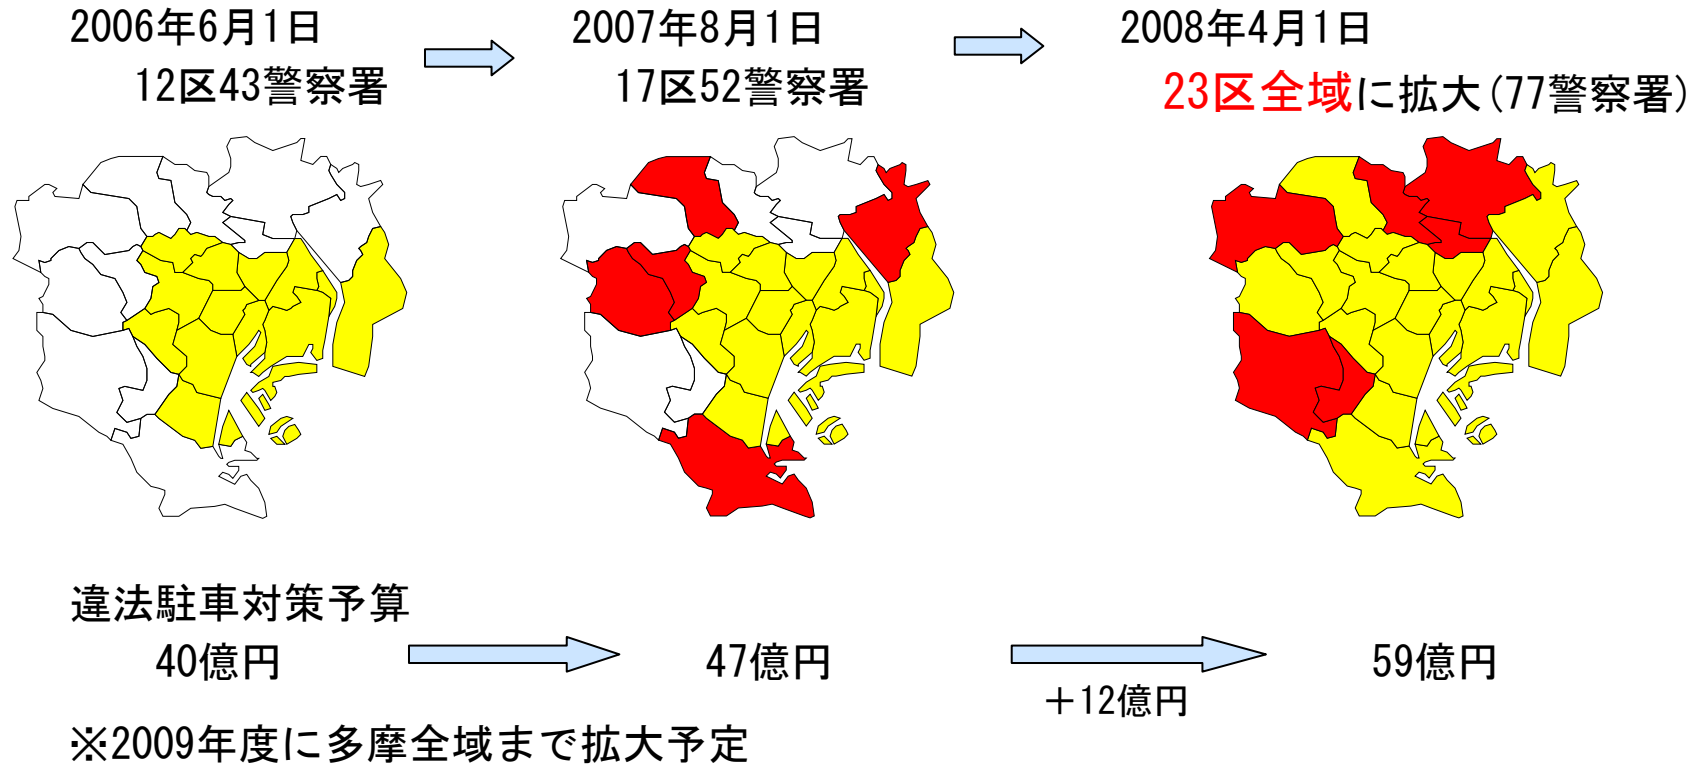 2006年6月1日
12区43警察署
2007年8月1日
17区52警察署
2008年4月1日
23区全域に拡大(77警察署)
違法駐車対策予算
40億円
47億円
+12億円
59億円
※2009年度に多摩全域まで拡大予定